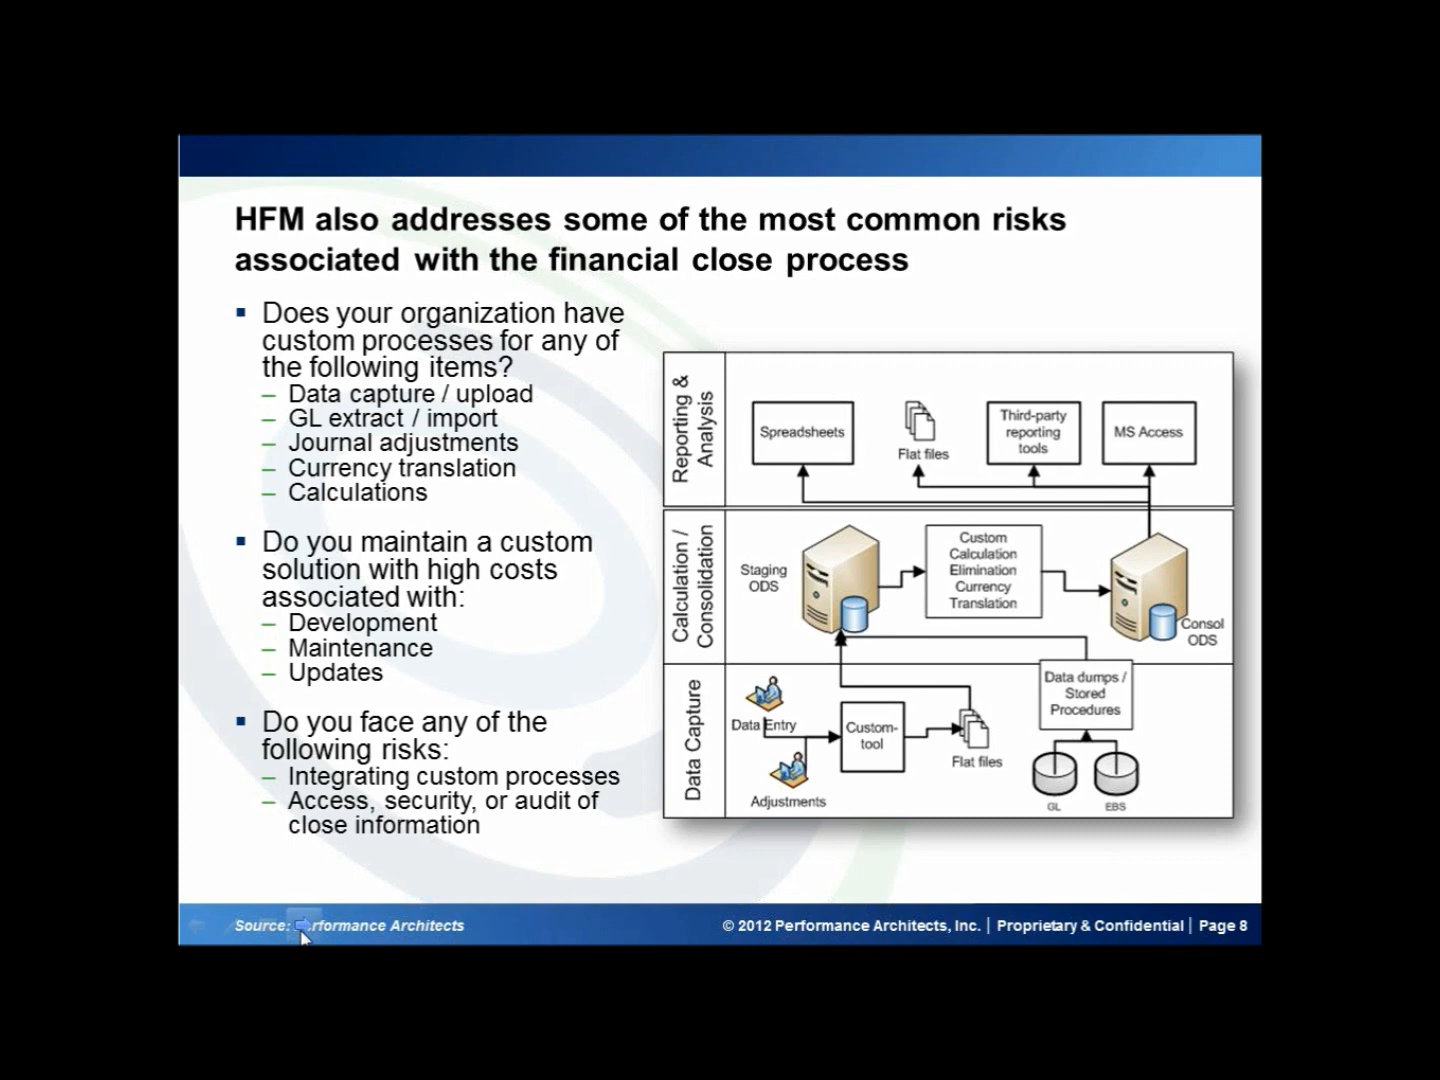 HFM also addresses some of the most common risks
associated with the financial close process
Does your organization have
custom processes for any of
the following items?
– Data capture / upload
– GL extract / import
– Journal adjustments
– Currency translation
– Calculations
Do you maintain a custom
solution with high costs
associated with:
– Development
– Maintenance
– Updates
Do you face any of the
following risks:
– Integrating custom processes
– Access, security, or audit of
close information
Reporting &
Analysis
Spreadsheets
Flat files
Third-party
reporting
tools
MS Access
Calculation /
Consolidation
Staging
ODS
Custom
Calculation
Elimination
Currency
Translation
Consol
ODS
Data Capture
Data Entry
Adjustments
Custom-
tool
Flat files
Data dumps /
Stored
Procedures
GL
EBS
Source: rformance Architects
© 2012 Performance Architects, Inc. | Proprietary & Confidential | Page 8